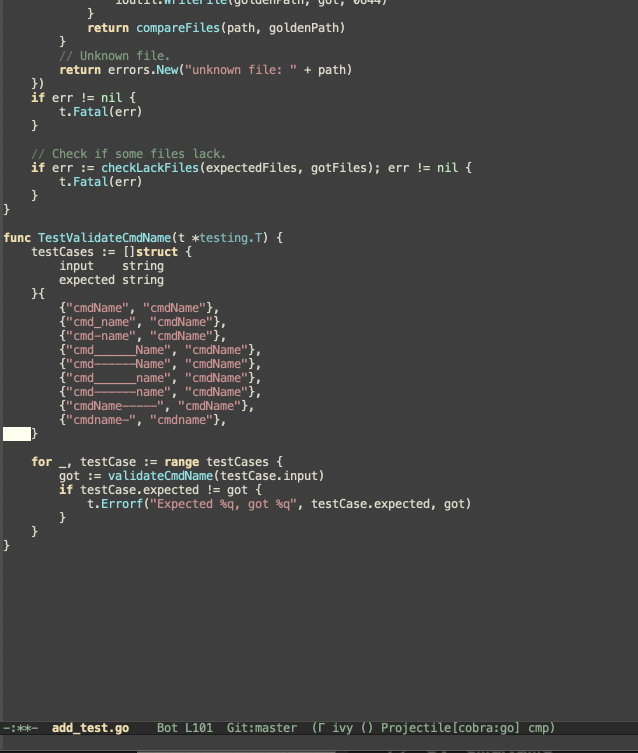 ioutil.WriteFile(goldenPath, got, 0644)
}
return compareFiles(path, goldenPath)
}
// Unknown file.
return errors.New("unknown file: " + path)
})
if err != nil {
t.Fatal(err)
}
// Check if some files lack.
if err := checkLackFiles(expectedFiles, gotFiles); err != nil {
t.Fatal(err)
}
}
func TestValidateCmdName(t *testing.T) {
testCases := []struct {
input string
expected string
}{
{"cmdName", "cmdName"},
{"cmd_name", "cmdName"},
{"cmd-name", "cmdName"},
{"cmd______Name", "cmdName"},
{"cmd------Name", "cmdName"},
{"cmd______name", "cmdName"},
{"cmd------name", "cmdName"},
{"cmdName-----", "cmdName"},
{"cmdname-", "cmdname"},
}
for _, testCase := range testCases {
got := validateCmdName(testCase.input)
if testCase.expected != got {
t.Errorf("Expected %q, got %q", testCase.expected, got)
}
}
}
-:**- add_test.go Bot L101 Git:master (Γ ivy () Projectile[cobra:go] cmp)